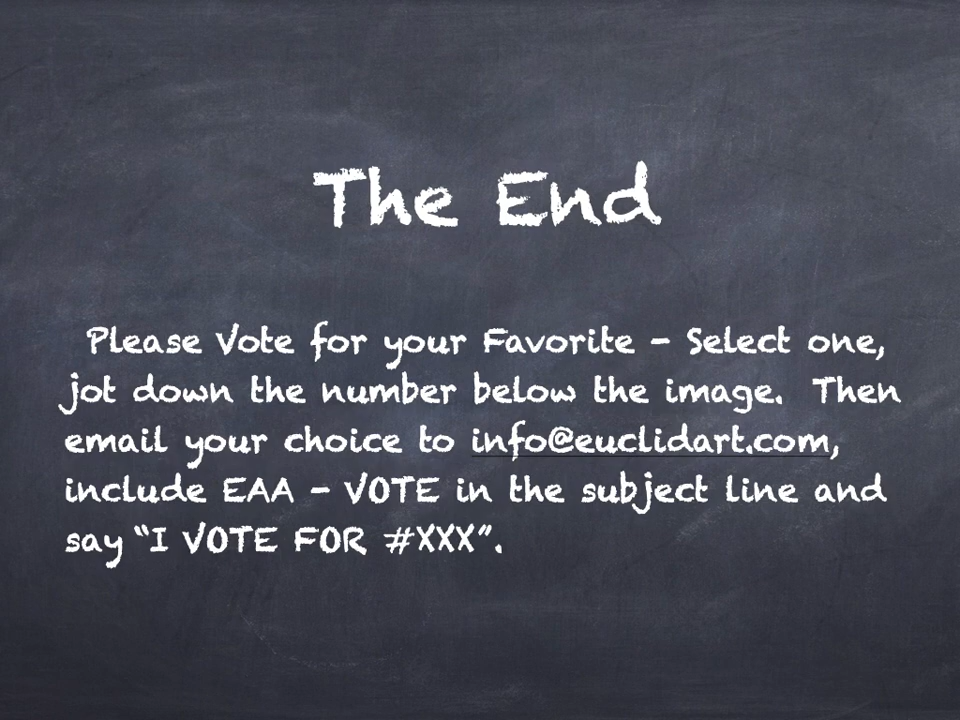 The End
Please Vote for your Favorite - Select one,
jot down the number below the image.  Then
email your choice to info@euclidart.com,
include EAA - VOTE in the subject line and
say “I VOTE FOR #XXX”.